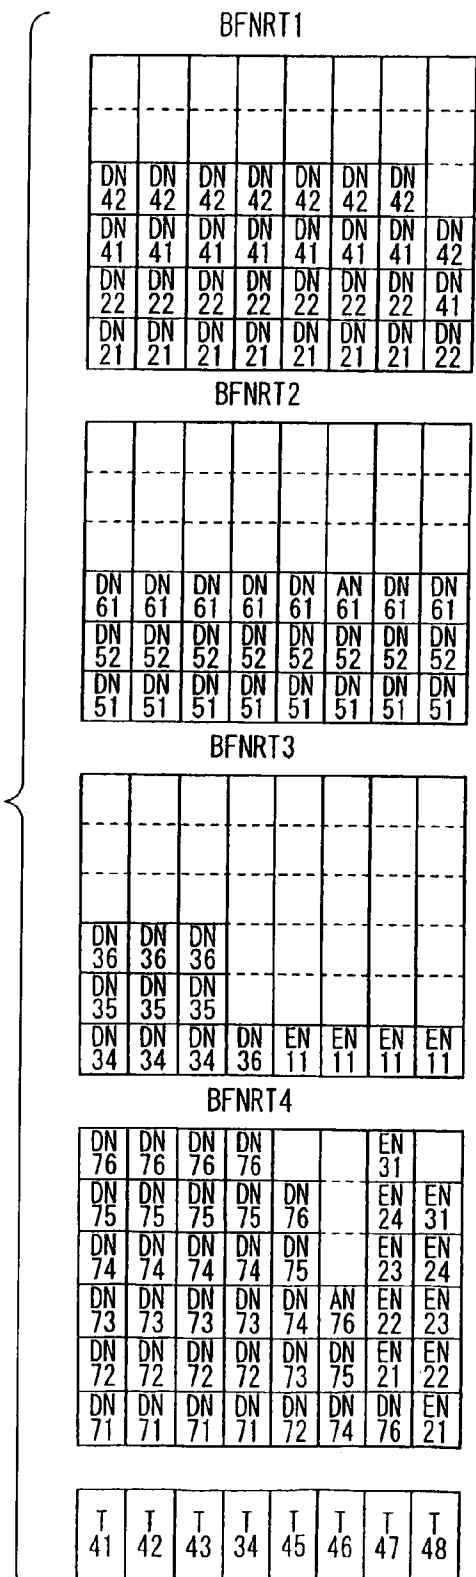 BFNRT1
DN DN DN DN DN DN DN
42 42 42 42 42 42 42
DN DN DN DN DN DN DN DN
41 41 41 41 41 41 41 42
DN DN DN DN DN DN DN DN
22 22 22 22 22 22 22 41
DN DN DN DN DN DN DN DN
21 21 21 21 21 21 21 22
BFNRT2
DN DN DN DN DN AN DN DN
61 61 61 61 61 61 61 61
DN DN DN DN DN DN DN DN
52 52 52 52 52 52 52 52
DN DN DN DN DN DN DN DN
51 51 51 51 51 51 51 51
BFNRT3
DN DN DN
36 36 36
DN DN DN
35 35 35
DN DN DN DN EN EN EN EN
34 34 34 36 11 11 11 11
BFNRT4
DN DN DN DN EN
76 76 76 76 31
DN DN DN DN DN EN EN
75 75 75 75 76 24 31
DN DN DN DN DN EN EN
74 74 74 74 75 23 24
DN DN DN DN DN AN EN EN
73 73 73 73 74 76 22 23
DN DN DN DN DN DN EN EN
72 72 72 72 73 75 21 22
DN DN DN DN DN DN DN EN
71 71 71 71 72 74 76 21
T T T T T T T T
41 42 43 34 45 46 47 48